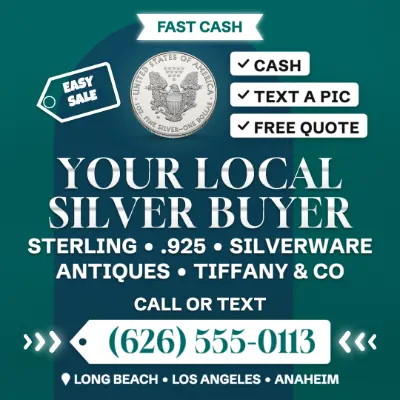 FAST CASH
EASY
SALE
UNITED STATES OF AMERICA
1 OZ. FINE SILVER~ONE DOLLAR
✓ CASH
✓ TEXT A PIC
✓ FREE QUOTE
YOUR LOCAL
SILVER BUYER
STERLING • .925 • SILVERWARE
ANTIQUES • TIFFANY & CO
CALL OR TEXT
(626) 555-0113
LONG BEACH • LOS ANGELES • ANAHEIM